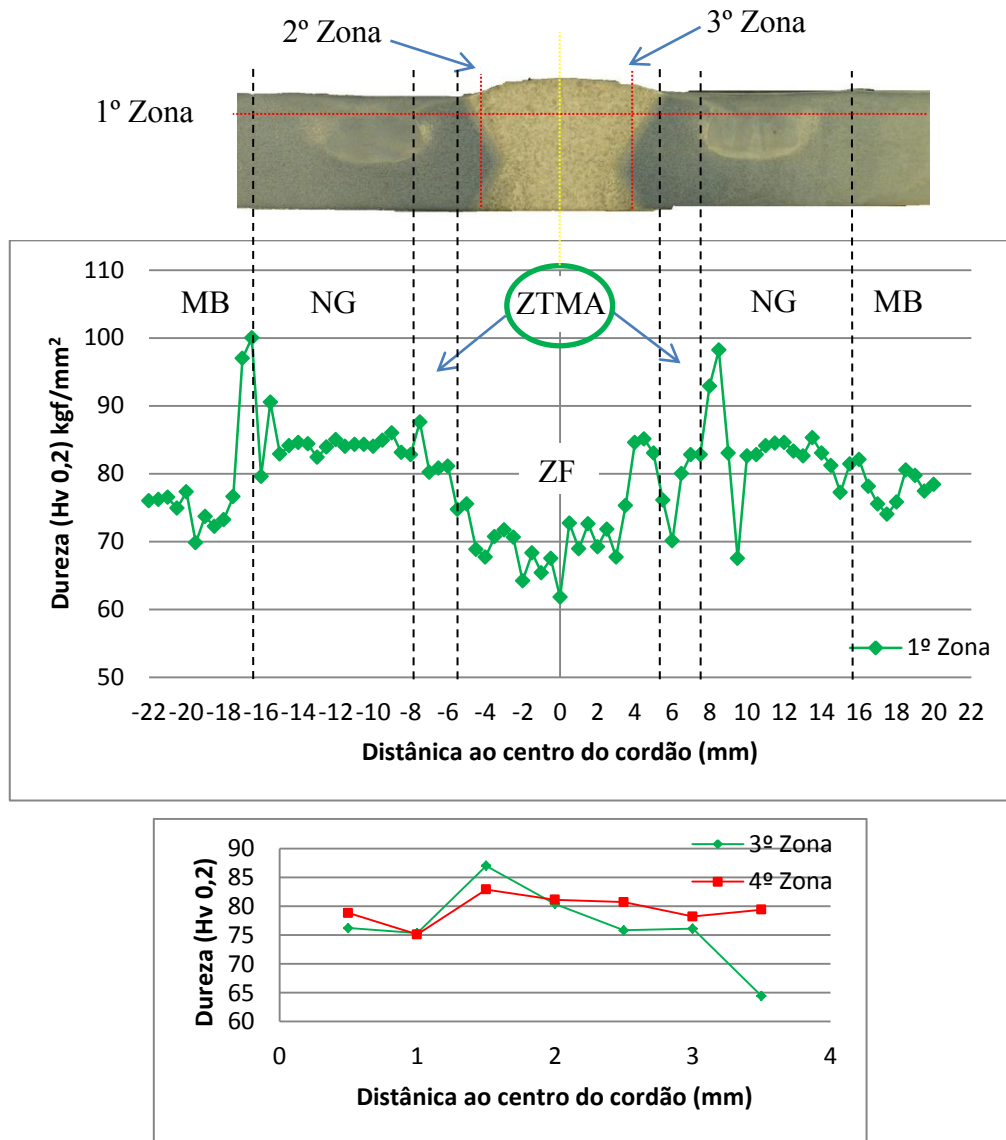 2º Zona
3º Zona
1º Zona
110
100
90
80
70
60
50
Dureza (Hv 0,2) kgf/mm²
MB
NG
ZTMA
NG
MB
ZF
1º Zona
-22 -20 -18 -16 -14 -12 -10 -8 -6 -4 -2 0 2 4 6 8 10 12 14 16 18 20 22
Distânica ao centro do cordão (mm)
90
85
80
75
70
65
60
Dureza (Hv 0,2)
3º Zona
4º Zona
0 1 2 3 4
Distânica ao centro do cordão (mm)